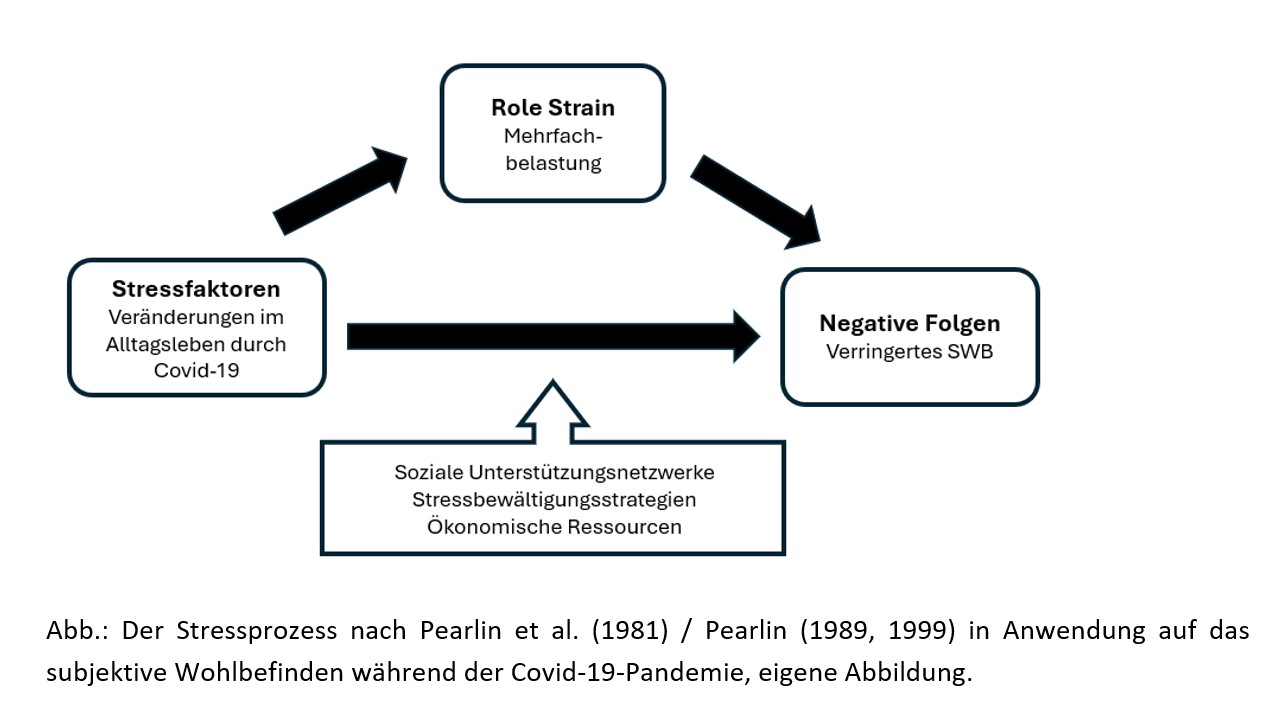 Role Strain
Mehrfach-
belastung
Stressfaktoren
Veränderungen im
Alltagsleben durch
Covid-19
Negative Folgen
Verringertes SWB
Soziale Unterstützungsnetzwerke
Stressbewältigungsstrategien
Ökonomische Ressourcen
Abb.: Der Stressprozess nach Pearlin et al. (1981) / Pearlin (1989, 1999) in Anwendung auf das
subjektive Wohlbefinden während der Covid-19-Pandemie, eigene Abbildung.